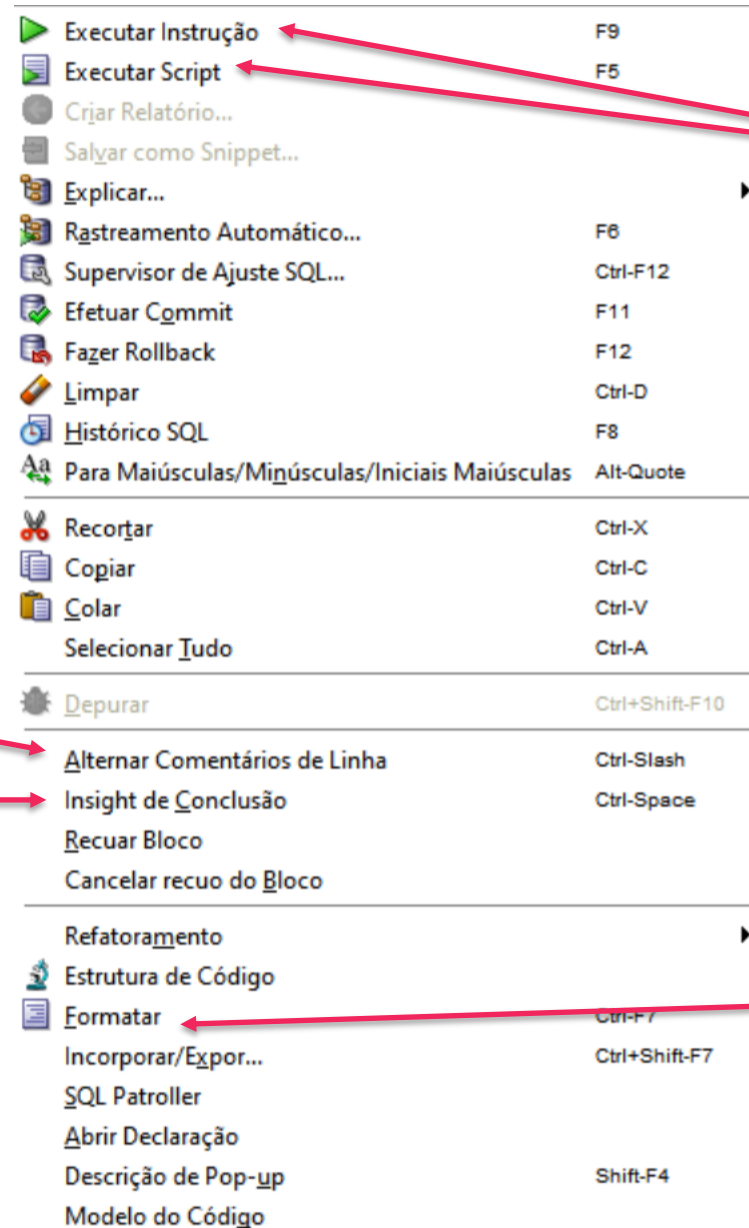 Executar Instrução F9
Executar Script F5
Criar Relatório...
Salvar como Snippet...
Explicar...
Rastreamento Automático... F6
Supervisor de Ajuste SQL... Ctrl-F12
Efetuar Commit F11
Fazer Rollback F12
Limpar Ctrl-D
Histórico SQL F8
Para Maiúsculas/Minúsculas/Iniciais Maiúsculas Alt-Quote
Recortar Ctrl-X
Copiar Ctrl-C
Colar Ctrl-V
Selecionar Tudo Ctrl-A
Depurar Ctrl+Shift-F10
Alternar Comentários de Linha Ctrl-Slash
Insight de Conclusão Ctrl-Space
Recuar Bloco
Cancelar recuo do Bloco
Refatoramento
Estrutura de Código
Formatar Ctrl-F7
Incorporar/Expor... Ctrl+Shift-F7
SQL Patroller
Abrir Declaração
Descrição de Pop-up Shift-F4
Modelo do Código